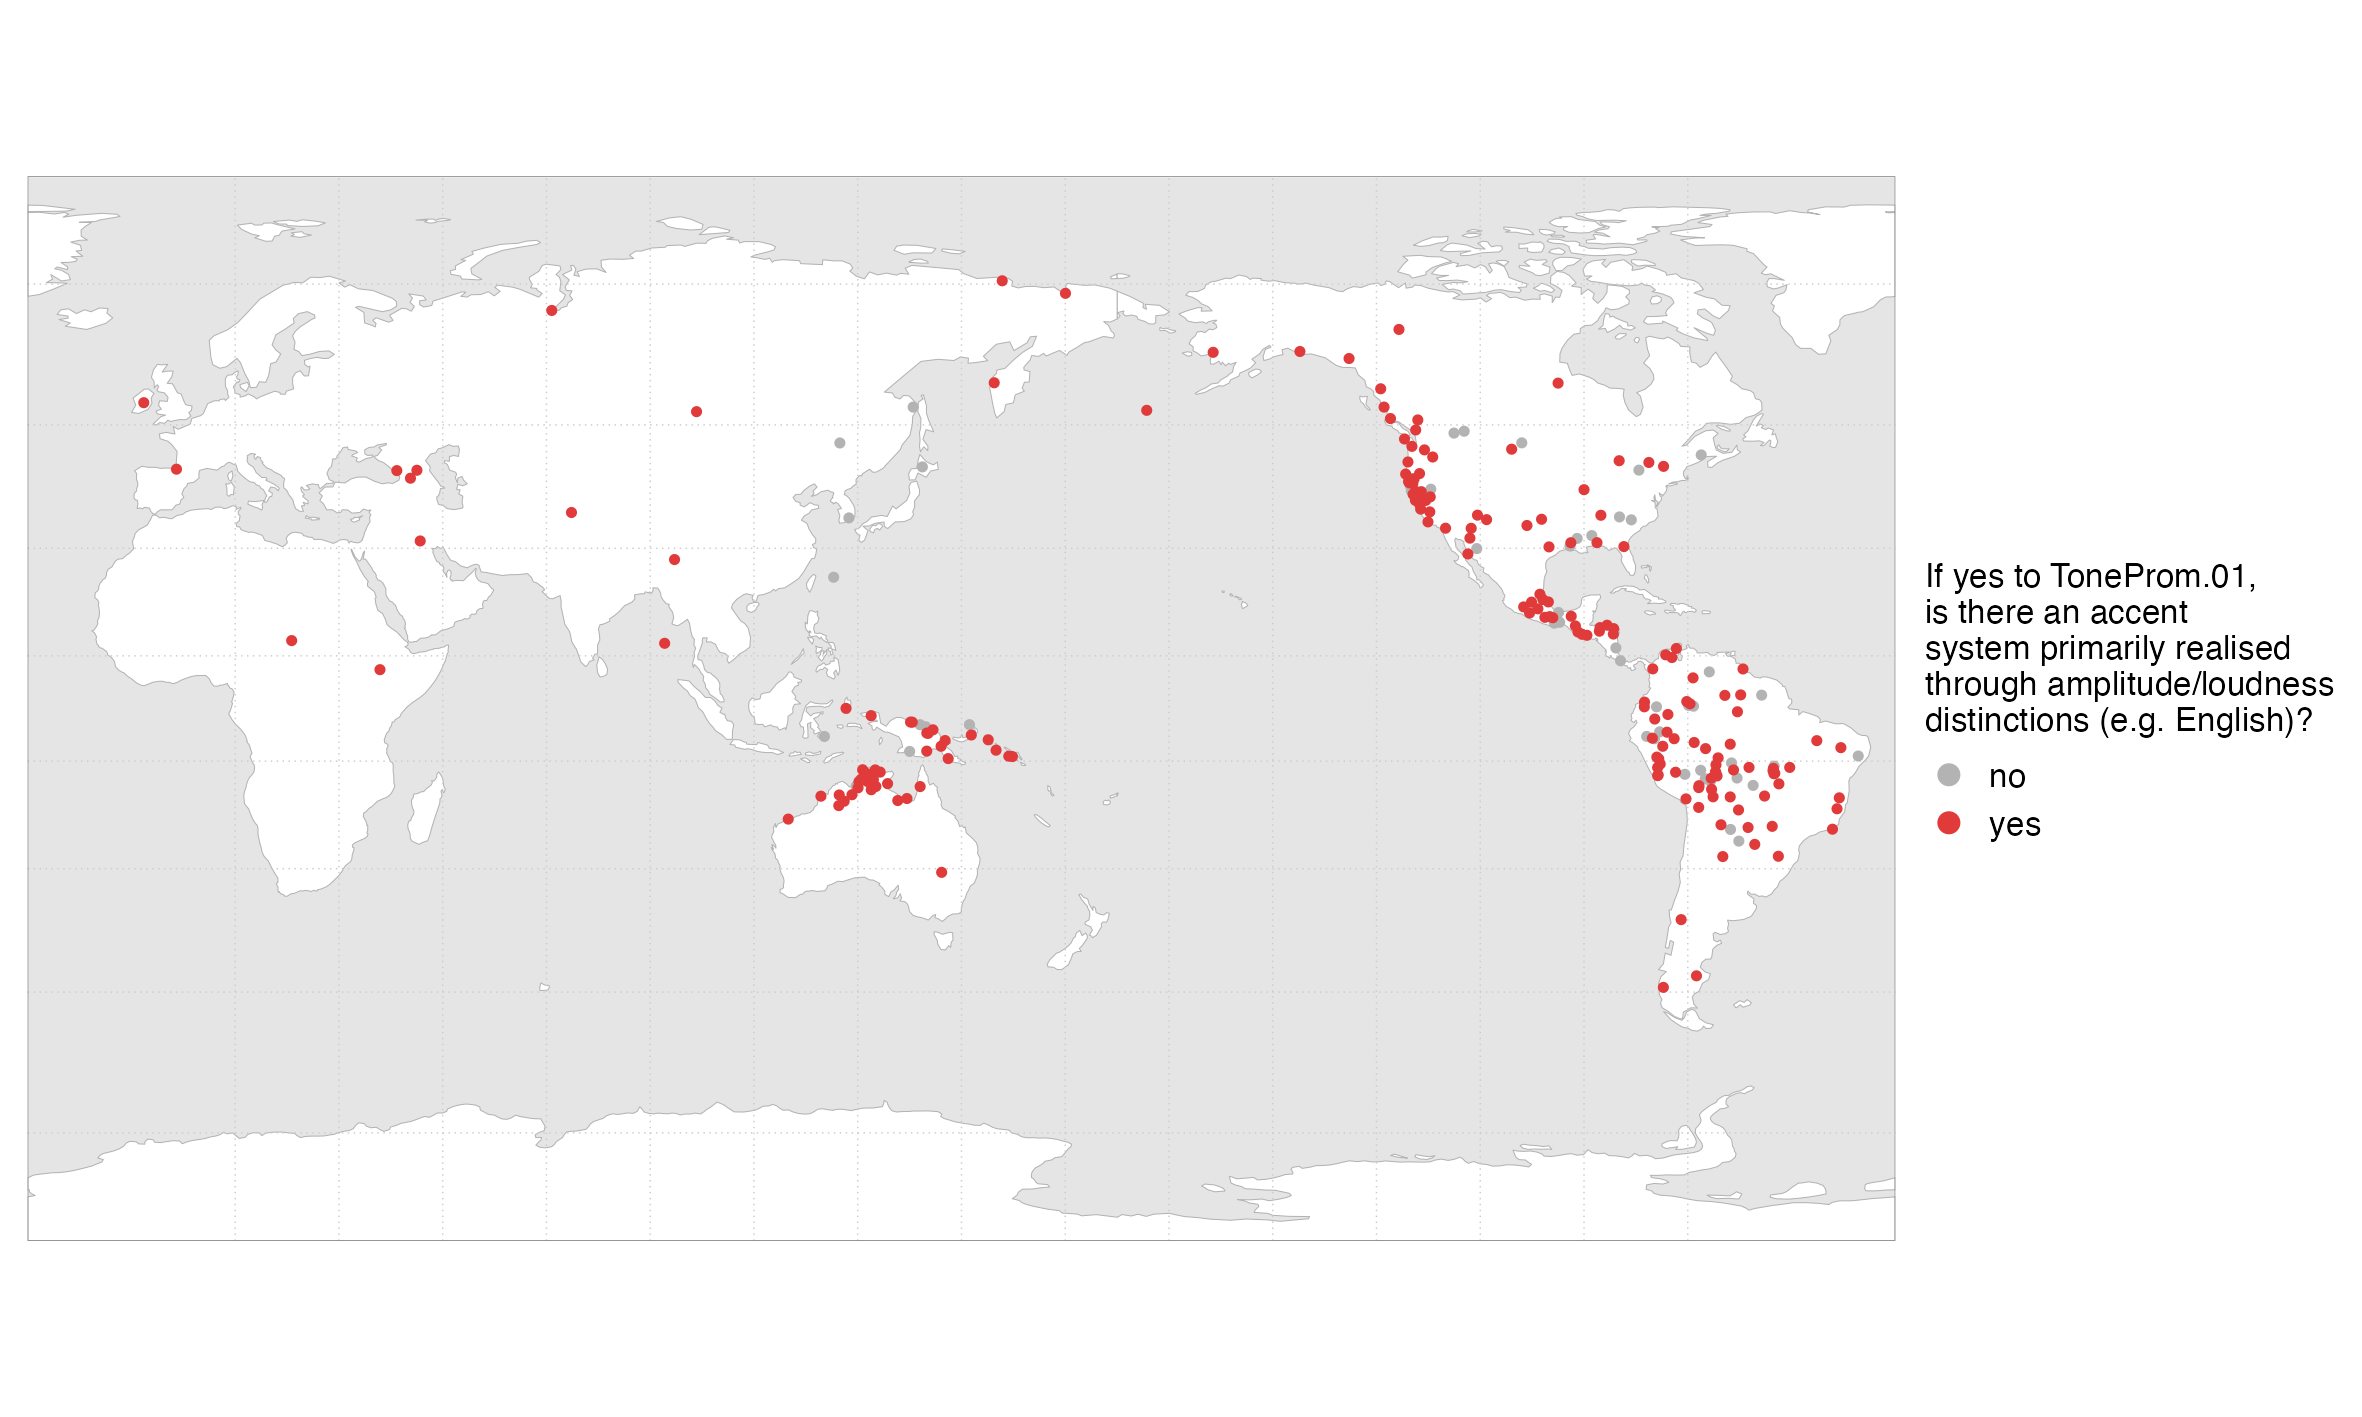 If yes to ToneProm.01,
is there an accent
system primarily realised
through amplitude/loudness
distinctions (e.g. English)?
no
yes